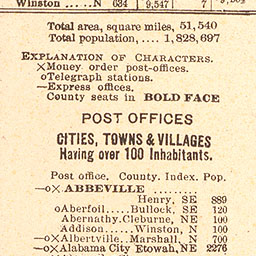 Winston ....N 634 9,547 7
Total area, square miles, 51,540
Total population, .... 1,828,697
EXPLANATION OF CHARACTERS.
×Money order post-offices.
oTelegraph stations.
—Express offices.
County seats in BOLD FACE
POST OFFICES
CITIES, TOWNS & VILLAGES
Having over 100 Inhabitants.
Post office. County. Index. Pop.
—o×ABBEVILLE .........
Henry, SE 889
oAberfoil.....Bullock, SE 120
Abernathy.Cleburne, NE 100
Addison......Winston, N 100
—o×Albertville..Marshall, N 700
—o×Alabama City Etowah, NE 2276